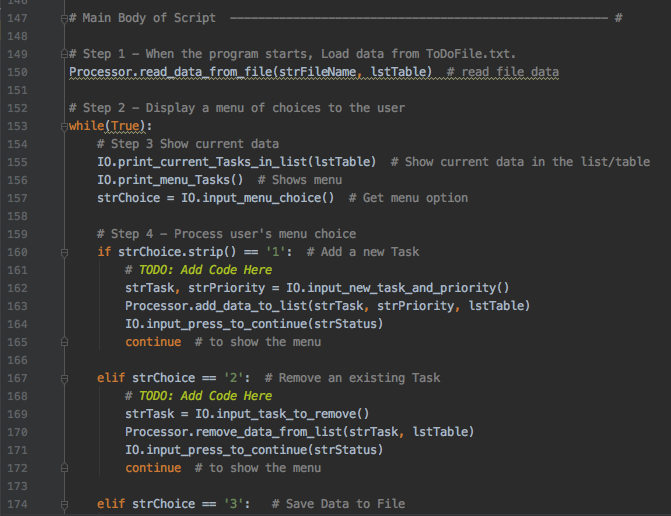 147 # Main Body of Script ------------------------------------------------------ #
148
149 # Step 1 - When the program starts, Load data from ToDoFile.txt.
150 Processor.read_data_from_file(strFileName, lstTable)  # read file data
151
152 # Step 2 - Display a menu of choices to the user
153 while(True):
154     # Step 3 Show current data
155     IO.print_current_Tasks_in_list(lstTable)  # Show current data in the list/table
156     IO.print_menu_Tasks()  # Shows menu
157     strChoice = IO.input_menu_choice()  # Get menu option
158
159     # Step 4 - Process user's menu choice
160     if strChoice.strip() == '1':  # Add a new Task
161         # TODO: Add Code Here
162         strTask, strPriority = IO.input_new_task_and_priority()
163         Processor.add_data_to_list(strTask, strPriority, lstTable)
164         IO.input_press_to_continue(strStatus)
165         continue  # to show the menu
166
167     elif strChoice == '2':  # Remove an existing Task
168         # TODO: Add Code Here
169         strTask = IO.input_task_to_remove()
170         Processor.remove_data_from_list(strTask, lstTable)
171         IO.input_press_to_continue(strStatus)
172         continue  # to show the menu
173
174     elif strChoice == '3':   # Save Data to File